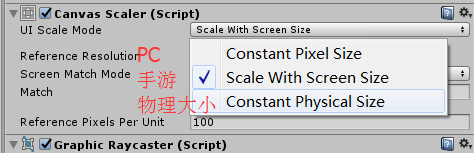 Canvas Scaler (Script)
UI Scale Mode
Scale With Screen Size
Reference Resolution
PC
Constant Pixel Size
Screen Match Mode
手游
Scale With Screen Size
Match
物理大小
Constant Physical Size
Reference Pixels Per Unit
100
Graphic Raycaster (Script)